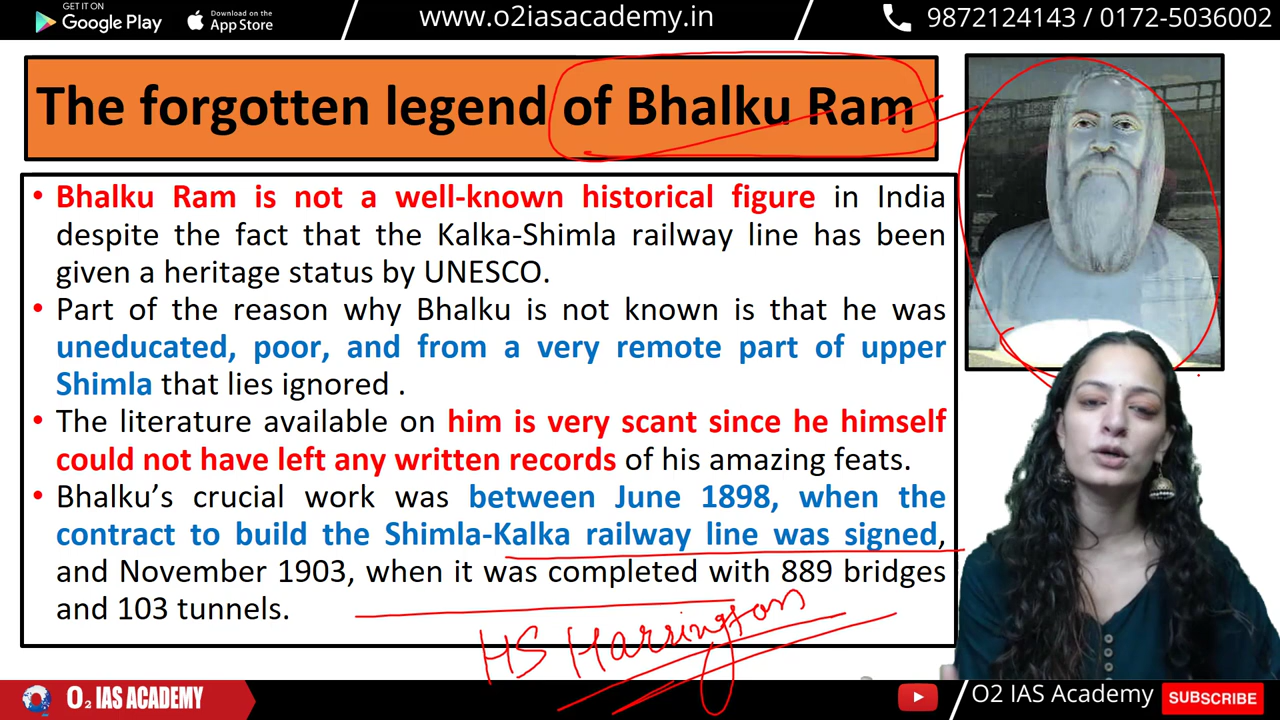 GET IT ON
Google Play
Download on the
App Store
www.o2iasacademy.in
9872124143 / 0172-5036002
The forgotten legend of Bhalku Ram
• Bhalku Ram is not a well-known historical figure in India
despite the fact that the Kalka-Shimla railway line has been
given a heritage status by UNESCO.
• Part of the reason why Bhalku is not known is that he was
uneducated, poor, and from a very remote part of upper
Shimla that lies ignored .
• The literature available on him is very scant since he himself
could not have left any written records of his amazing feats.
• Bhalku’s crucial work was between June 1898, when the
contract to build the Shimla-Kalka railway line was signed,
and November 1903, when it was completed with 889 bridges
and 103 tunnels.
HS Harrington
O2 IAS ACADEMY
/O2 IAS Academy
SUBSCRIBE